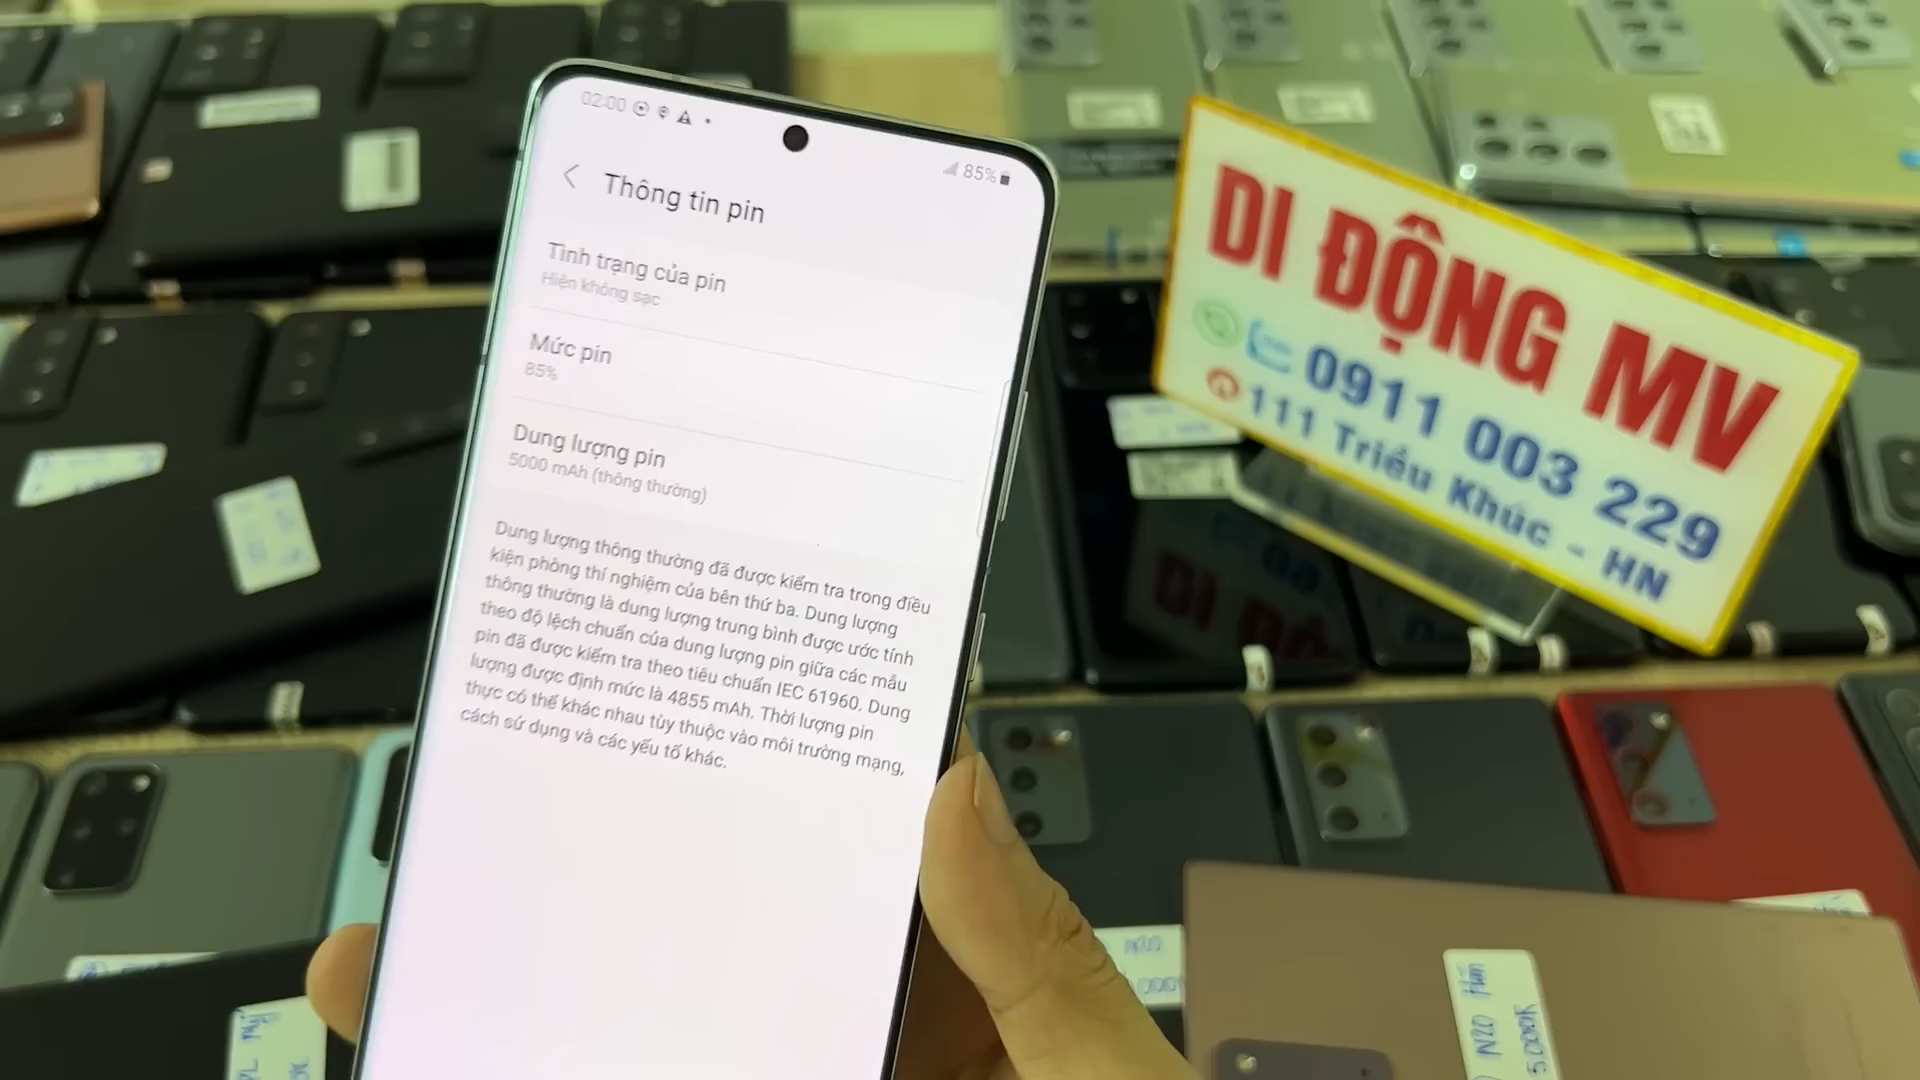 02:00
85%
Thông tin pin
Tình trạng của pin
Hiện không sạc
Mức pin
85%
Dung lượng pin
5000 mAh (thông thường)
Dung lượng thông thường đã được kiểm tra trong điều
kiện phòng thí nghiệm của bên thứ ba. Dung lượng
thông thường là dung lượng trung bình được ước tính
theo độ lệch chuẩn của dung lượng pin giữa các mẫu
pin đã được kiểm tra theo tiêu chuẩn IEC 61960. Dung
lượng được định mức là 4855 mAh. Thời lượng pin
thực có thể khác nhau tùy thuộc vào môi trường mạng,
cách sử dụng và các yếu tố khác.
DI ĐỘNG MV
0911 003 229
111 Triều Khúc - HN
N20
5.000K